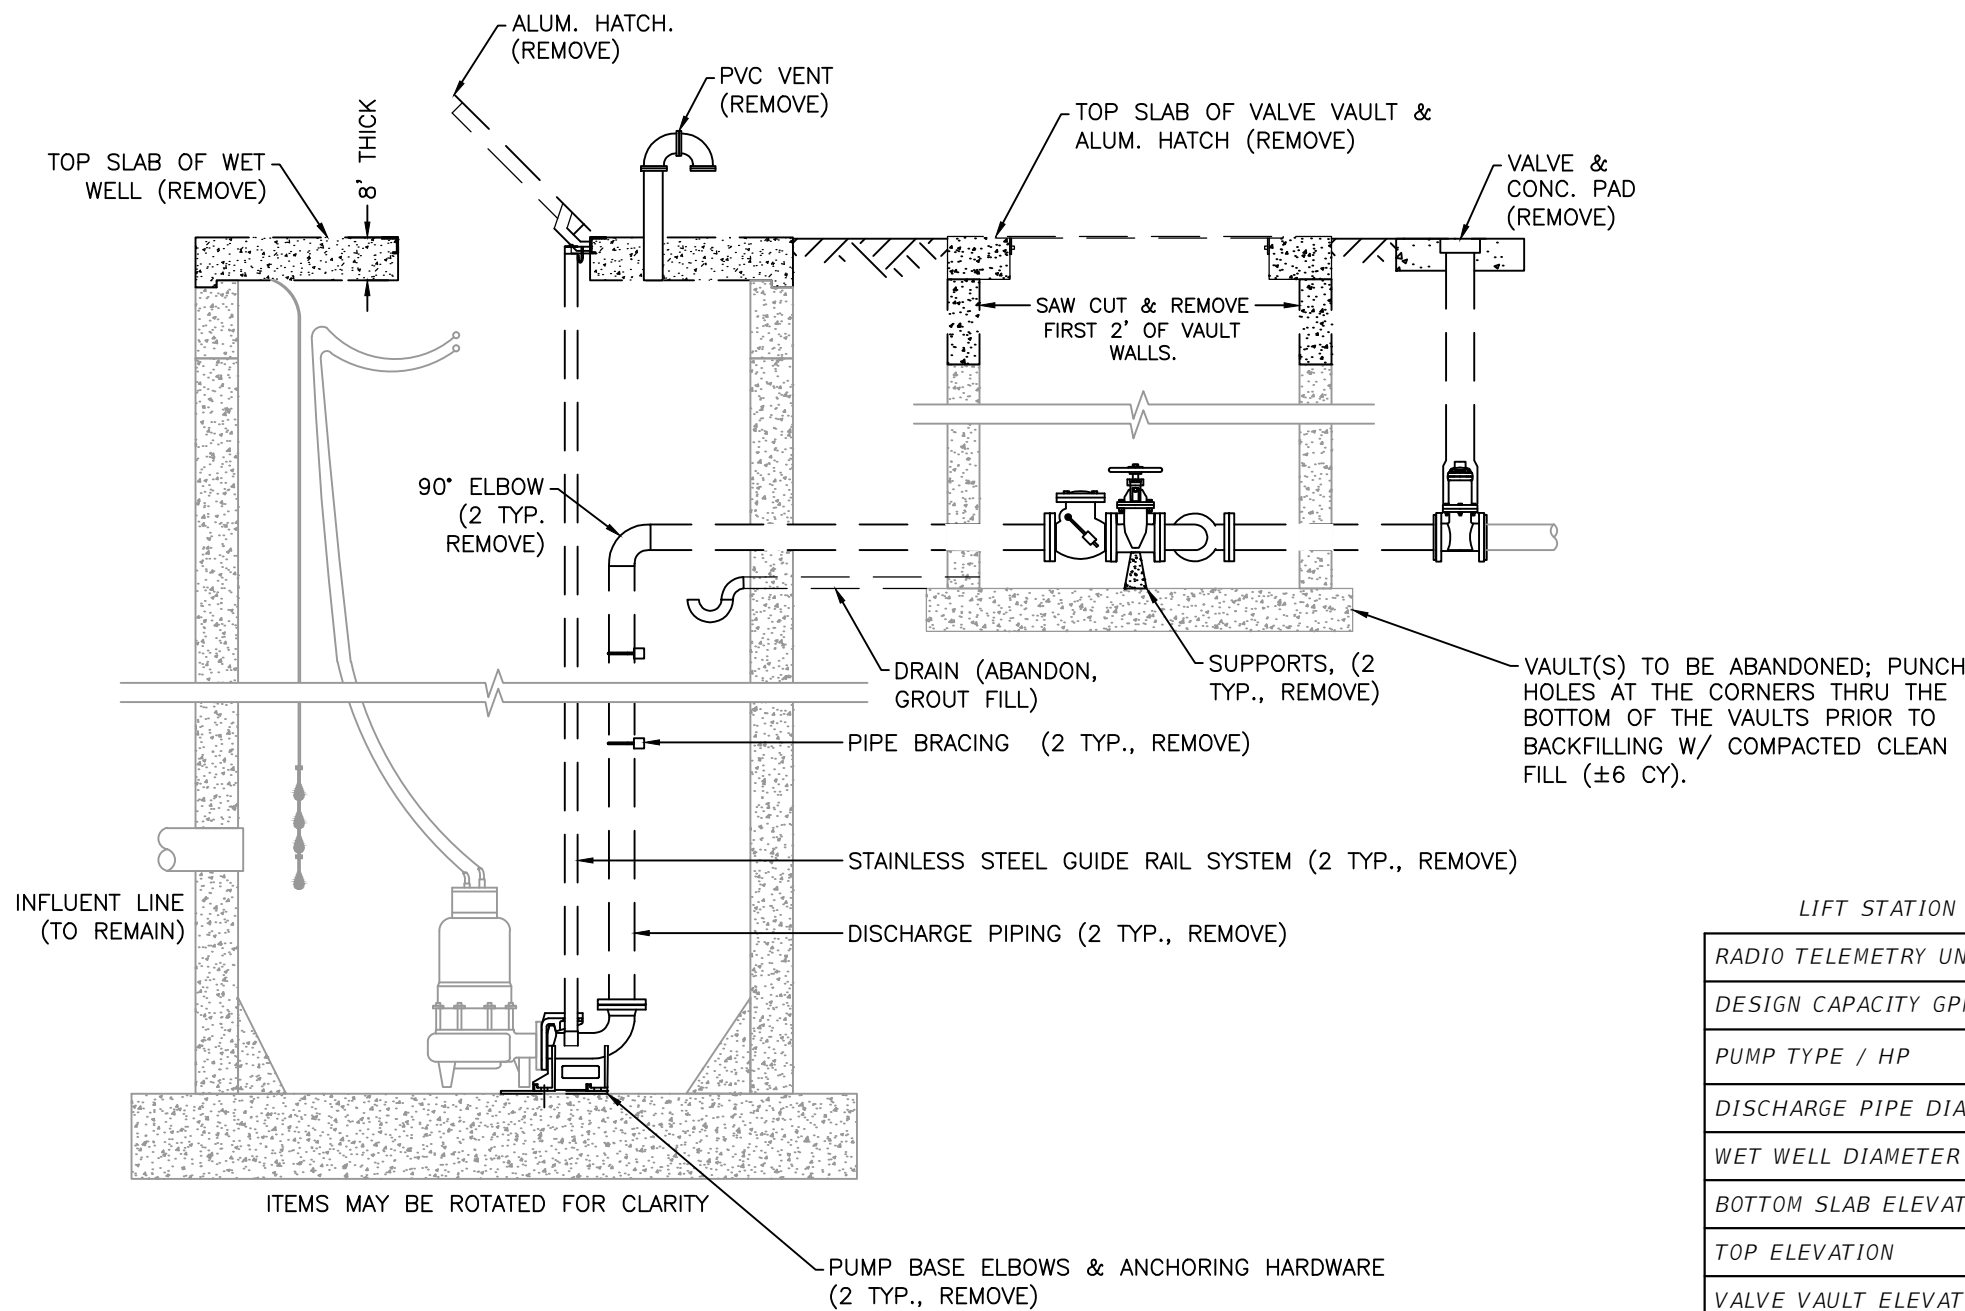 ALUM. HATCH.
(REMOVE)
PVC VENT
(REMOVE)
TOP SLAB OF VALVE VAULT &
ALUM. HATCH (REMOVE)
VALVE &
CONC. PAD
(REMOVE)
TOP SLAB OF WET
WELL (REMOVE)
8' THICK
SAW CUT & REMOVE
FIRST 2' OF VAULT
WALLS.
90° ELBOW
(2 TYP.
REMOVE)
DRAIN (ABANDON,
GROUT FILL)
SUPPORTS, (2
TYP., REMOVE)
VAULT(S) TO BE ABANDONED; PUNCH
HOLES AT THE CORNERS THRU THE
BOTTOM OF THE VAULTS PRIOR TO
BACKFILLING W/ COMPACTED CLEAN
FILL (±6 CY).
PIPE BRACING (2 TYP., REMOVE)
STAINLESS STEEL GUIDE RAIL SYSTEM (2 TYP., REMOVE)
INFLUENT LINE
(TO REMAIN)
DISCHARGE PIPING (2 TYP., REMOVE)
ITEMS MAY BE ROTATED FOR CLARITY
PUMP BASE ELBOWS & ANCHORING HARDWARE
(2 TYP., REMOVE)
LIFT STATION
RADIO TELEMETRY UN
DESIGN CAPACITY GP
PUMP TYPE / HP
DISCHARGE PIPE DIA
WET WELL DIAMETER
BOTTOM SLAB ELEVAT
TOP ELEVATION
VALVE VAULT ELEVAT